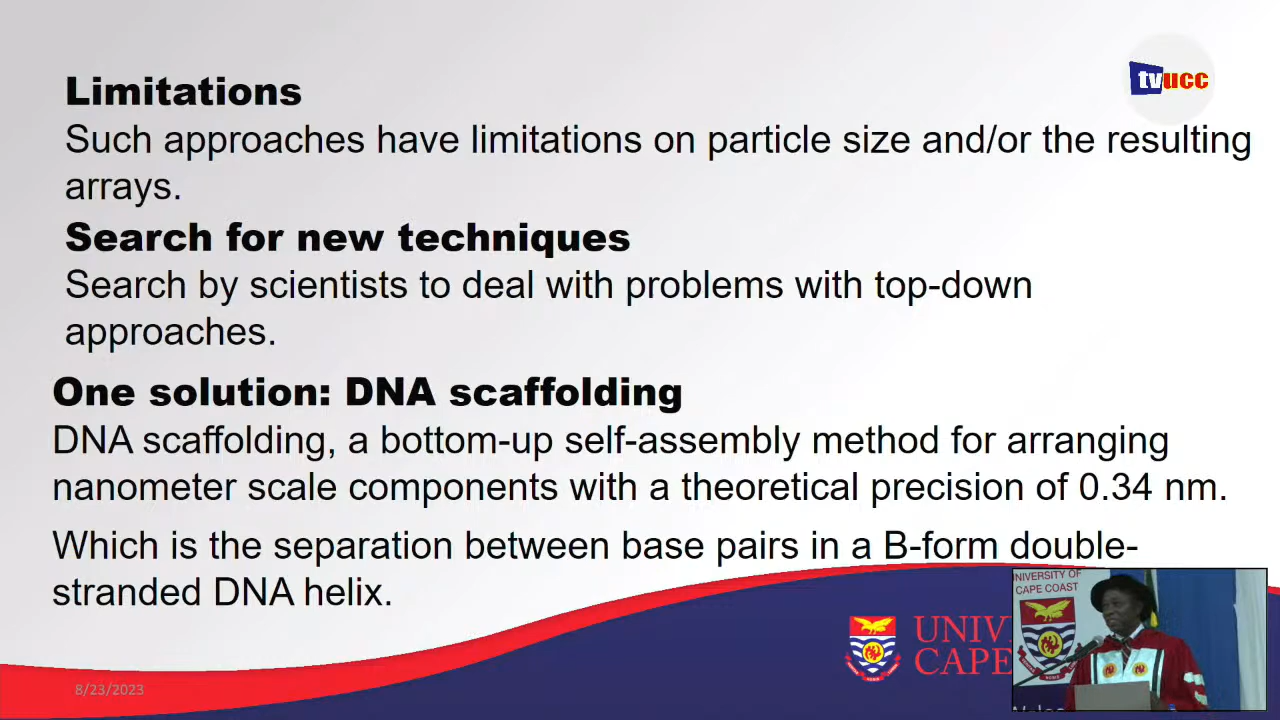 Limitations
tvucc
Such approaches have limitations on particle size and/or the resulting
arrays.
Search for new techniques
Search by scientists to deal with problems with top-down
approaches.
One solution: DNA scaffolding
DNA scaffolding, a bottom-up self-assembly method for arranging
nanometer scale components with a theoretical precision of 0.34 nm.
Which is the separation between base pairs in a B-form double-
stranded DNA helix.
UNIVERSITY OF
CAPE COAST
UNIV
CAPE
8/23/2023